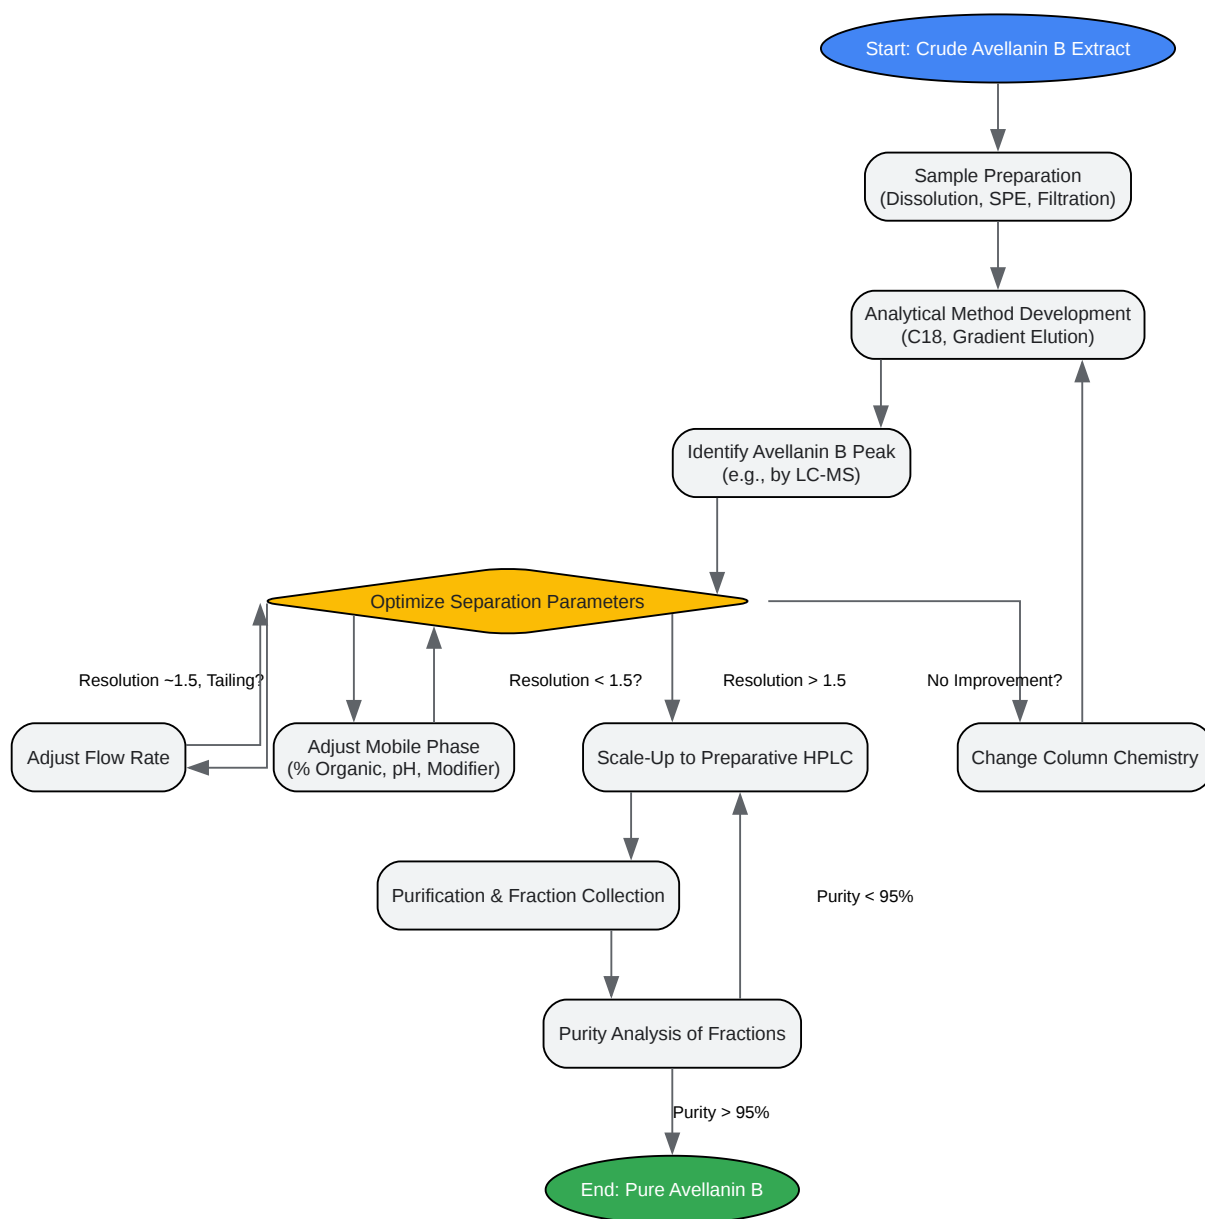 Start: Crude Avellanin B Extract
Sample Preparation
(Dissolution, SPE, Filtration)
Analytical Method Development
(C18, Gradient Elution)
Identify Avellanin B Peak
(e.g., by LC-MS)
Optimize Separation Parameters
Resolution ~1.5, Tailing?
Resolution < 1.5?
Resolution > 1.5
No Improvement?
Adjust Flow Rate
Adjust Mobile Phase
(% Organic, pH, Modifier)
Scale-Up to Preparative HPLC
Change Column Chemistry
Purification & Fraction Collection
Purity < 95%
Purity Analysis of Fractions
Purity > 95%
End: Pure Avellanin B